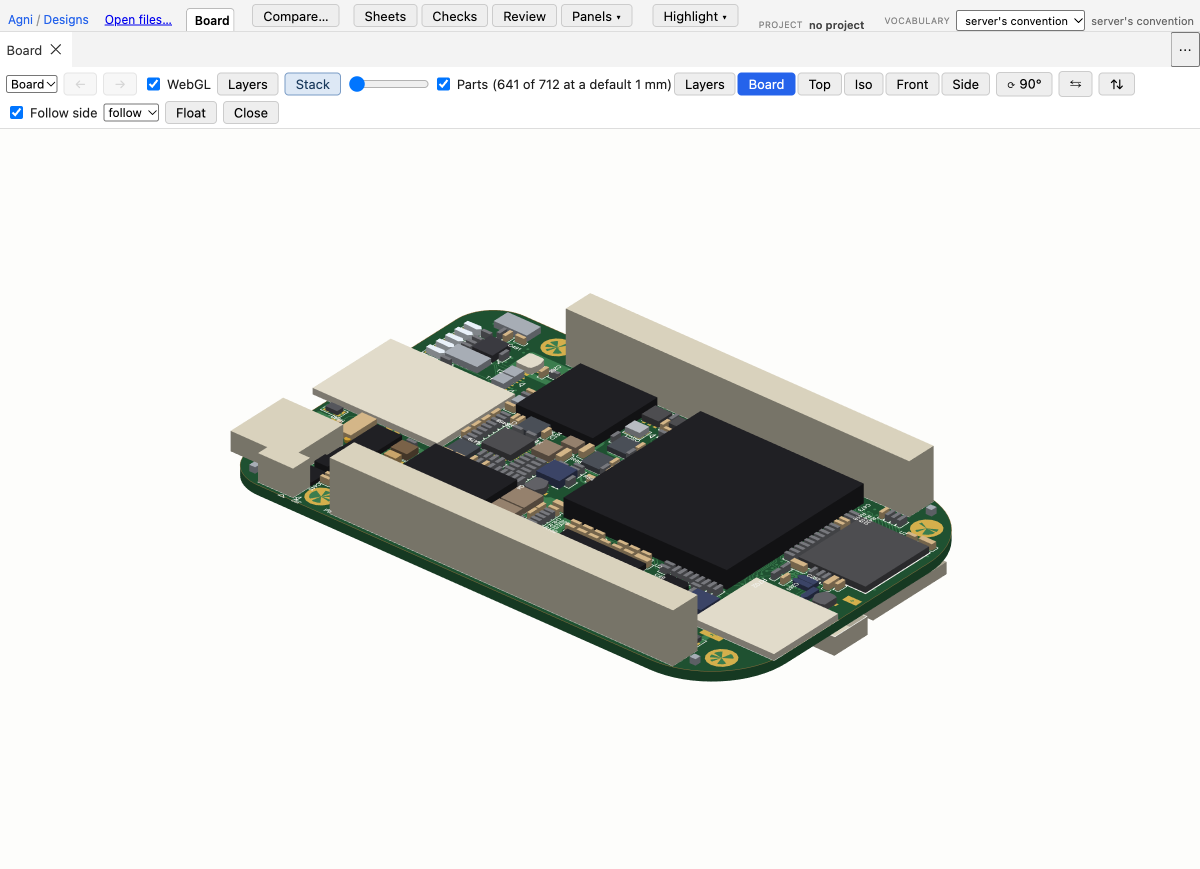 Agni / Designs Open files... Board Compare... Sheets Checks Review Panels ▾ Highlight ▾ PROJECT no project VOCABULARY server's convention server's convention
Board ✕ ...
Board ← → WebGL Layers Stack Parts (641 of 712 at a default 1 mm) Layers Board Top Iso Front Side ⟳ 90° ⇆ ⇅
Follow side follow Float Close